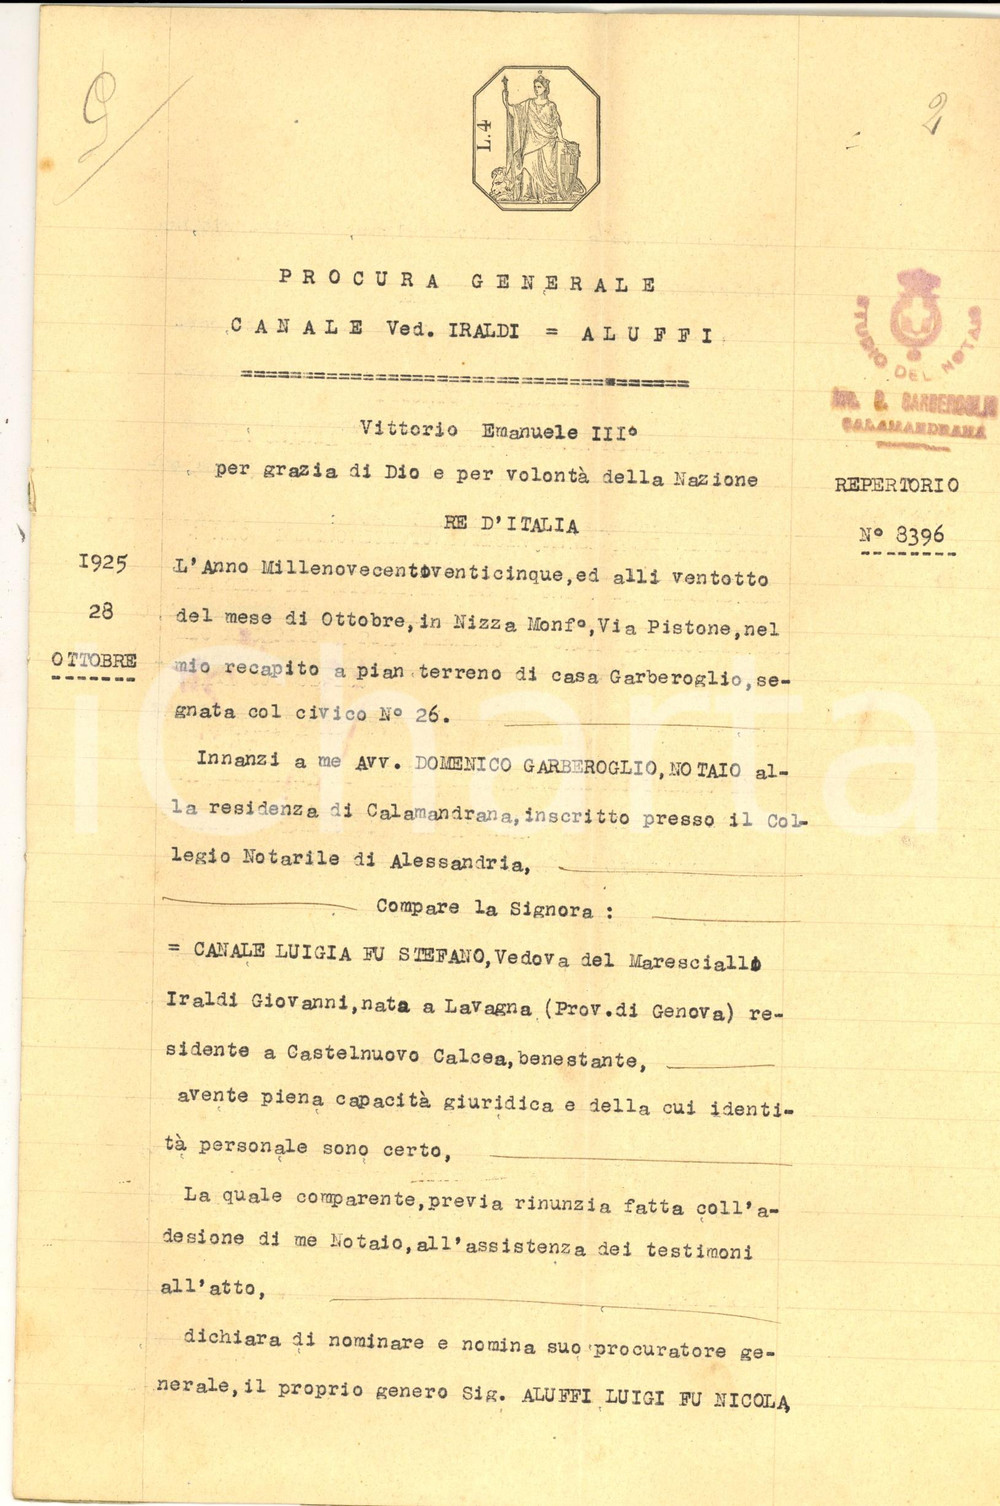 2
L.4
PROCURA GENERALE
CANALE Ved. IRALDI = ALUFFI
STUDIO DEL NOTAIO
D. GARBEROGLIO
CALAMANDRANA
Vittorio Emanuele III°
per grazia di Dio e per volontà della Nazione
RE D'ITALIA
REPERTORIO
N° 8396
1925
28
OTTOBRE
L'Anno Millenovecentoventicinque, ed alli ventotto
del mese di Ottobre, in Nizza Monf°, Via Pistone, nel
mio recapito a pian terreno di casa Garberoglio, se-
gnata col civico N° 26.
Innanzi a me Avv. DOMENICO GARBEROGLIO, NOTAIO al-
la residenza di Calamandrana, inscritto presso il Col-
legio Notarile di Alessandria,
Compare la Signora :
= CANALE LUIGIA FU STEFANO, Vedova del Maresciallo
Iraldi Giovanni, nata a Lavagna (Prov. di Genova) re-
sidente a Castelnuovo Calcea, benestante,
avente piena capacità giuridica e della cui identi-
tà personale sono certo,
La quale comparente, previa rinunzia fatta coll'a-
desione di me Notaio, all'assistenza dei testimoni
all'atto,
dichiara di nominare e nomina suo procuratore ge-
nerale, il proprio genero Sig. ALUFFI LUIGI FU NICOLA,